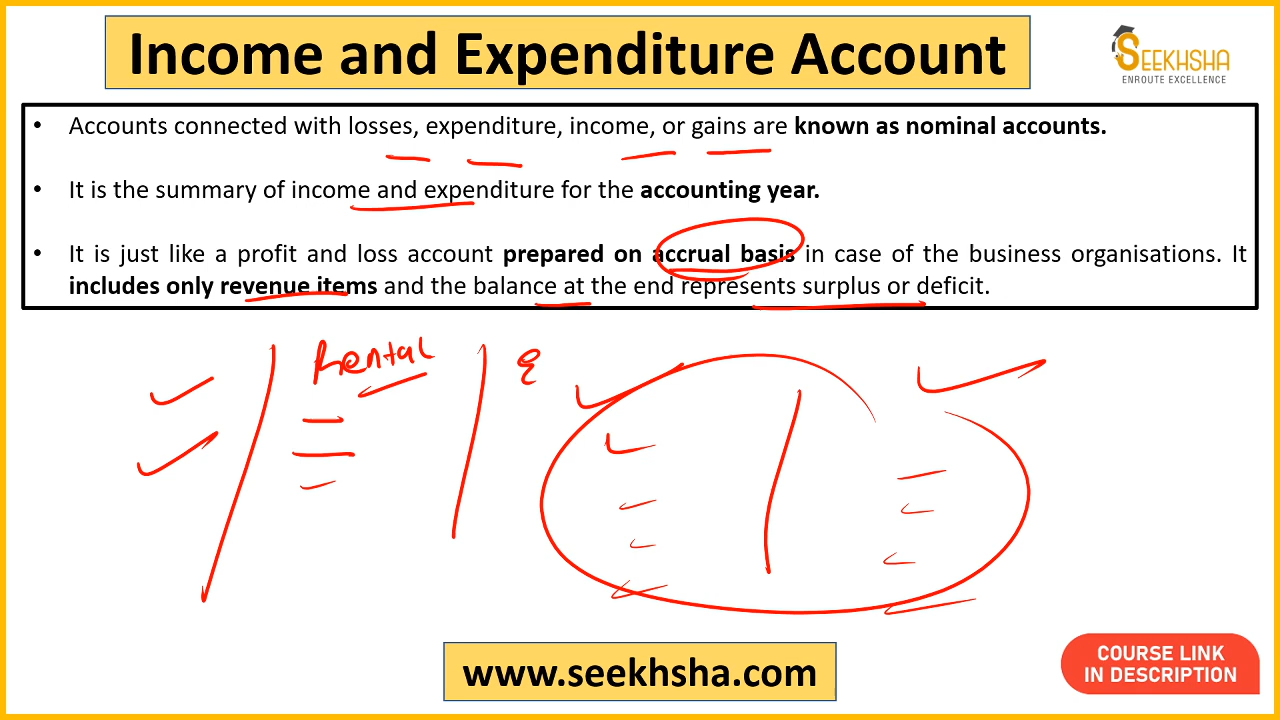 Income and Expenditure Account
SEEKHSHA
ENROUTE EXCELLENCE
• Accounts connected with losses, expenditure, income, or gains are known as nominal accounts.
• It is the summary of income and expenditure for the accounting year.
• It is just like a profit and loss account prepared on accrual basis in case of the business organisations. It
includes only revenue items and the balance at the end represents surplus or deficit.
Rental
www.seekhsha.com
COURSE LINK
IN DESCRIPTION